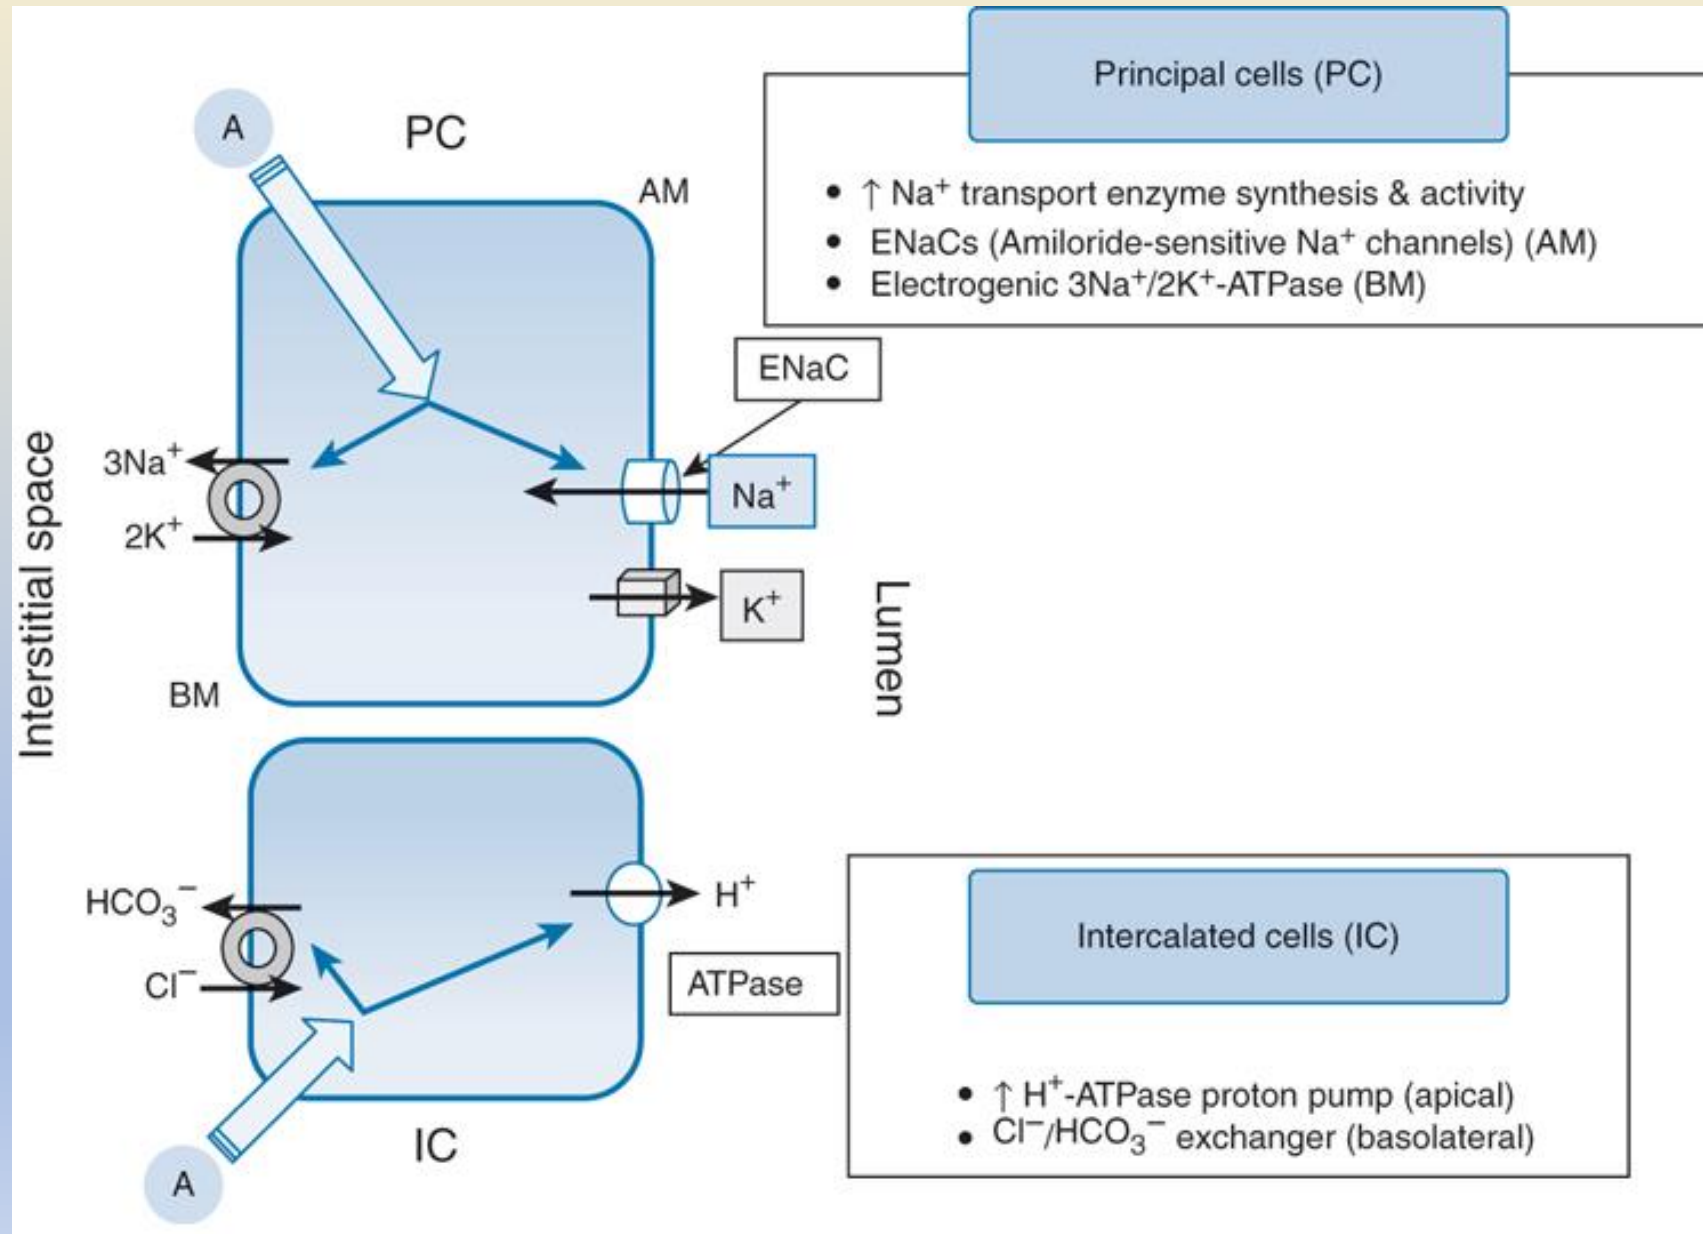 Principal cells (PC)
A
PC
AM
• ↑ Na⁺ transport enzyme synthesis & activity
• ENaCs (Amiloride-sensitive Na⁺ channels) (AM)
• Electrogenic 3Na⁺/2K⁺-ATPase (BM)
ENaC
Interstitial space
3Na⁺
Na⁺
2K⁺
K⁺
Lumen
BM
HCO₃⁻
H⁺
Cl⁻
ATPase
Intercalated cells (IC)
• ↑ H⁺-ATPase proton pump (apical)
• Cl⁻/HCO₃⁻ exchanger (basolateral)
IC
A